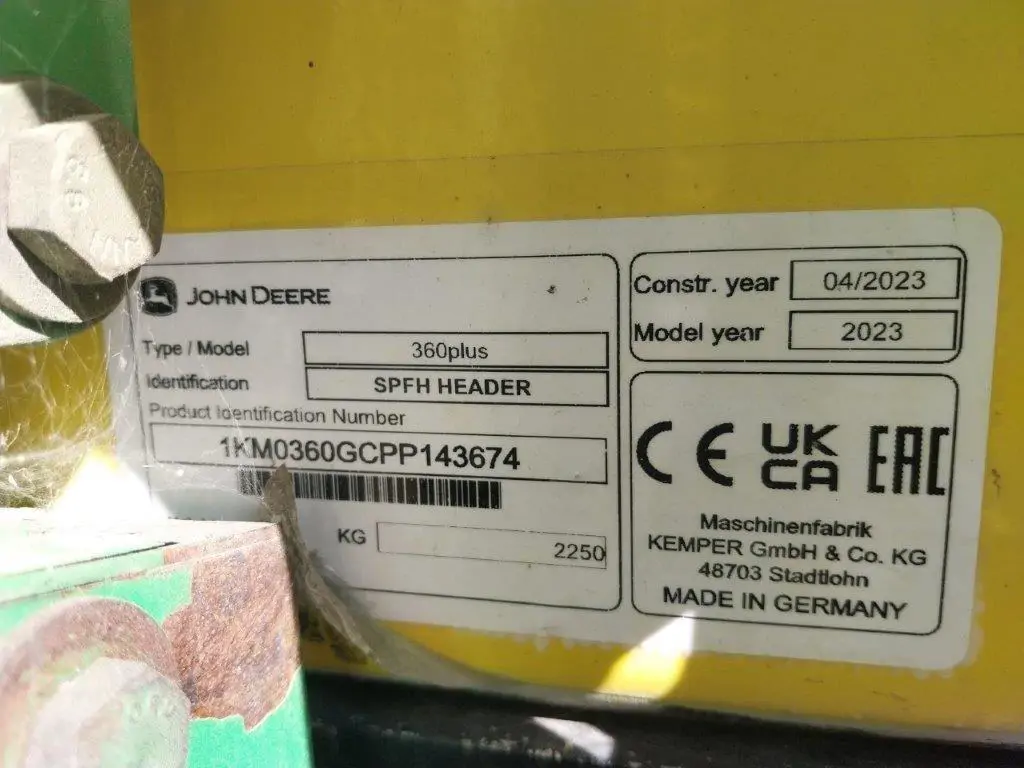 JOHN DEERE
Type / Model 360plus
Identification SPFH HEADER
Product Identification Number
1KM0360GCPP143674
KG 2250
Constr. year 04/2023
Model year 2023
CE UK CA EAC
Maschinenfabrik
KEMPER GmbH & Co. KG
48703 Stadtlohn
MADE IN GERMANY